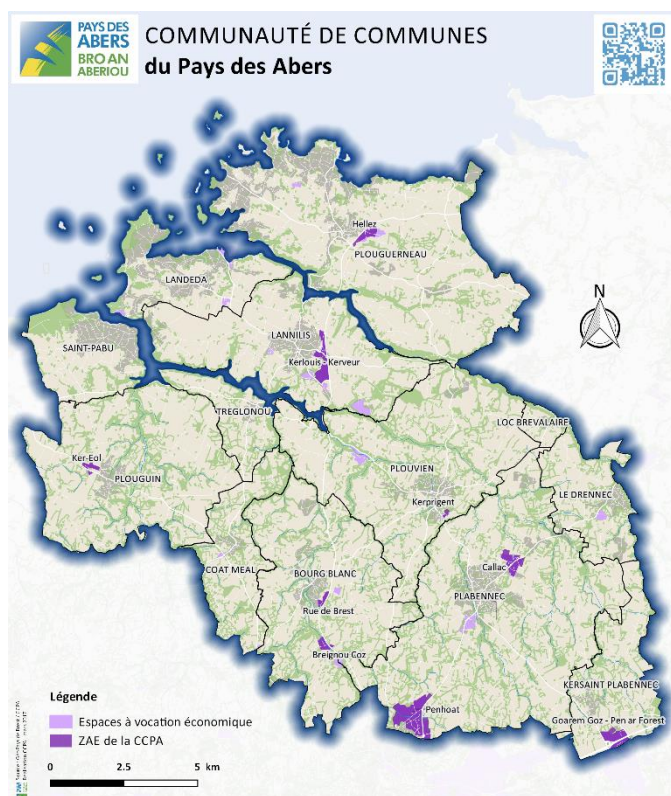 PAYS DES
ABERS
BRO AN
ABERIOU
COMMUNAUTÉ DE COMMUNES
du Pays des Abers
Hellez
PLOUGUERNEAU
LANDEDA
N
LANNILIS
SAINT-PABU
Kerlouis - Kerveur
TREGLONOU
LOC BREVALAIRE
Ker-Eol
PLOUVIEN
PLOUGUIN
LE DRENNEC
Kerprigent
Callac
COAT MEAL
BOURG BLANC
PLABENNEC
Rue de Brest
Breignou Coz
KERSAINT PLABENNEC
Penhoat
Goarem Goz - Pen ar Forest
Légende
Espaces à vocation économique
ZAE de la CCPA
0 2.5 5 km